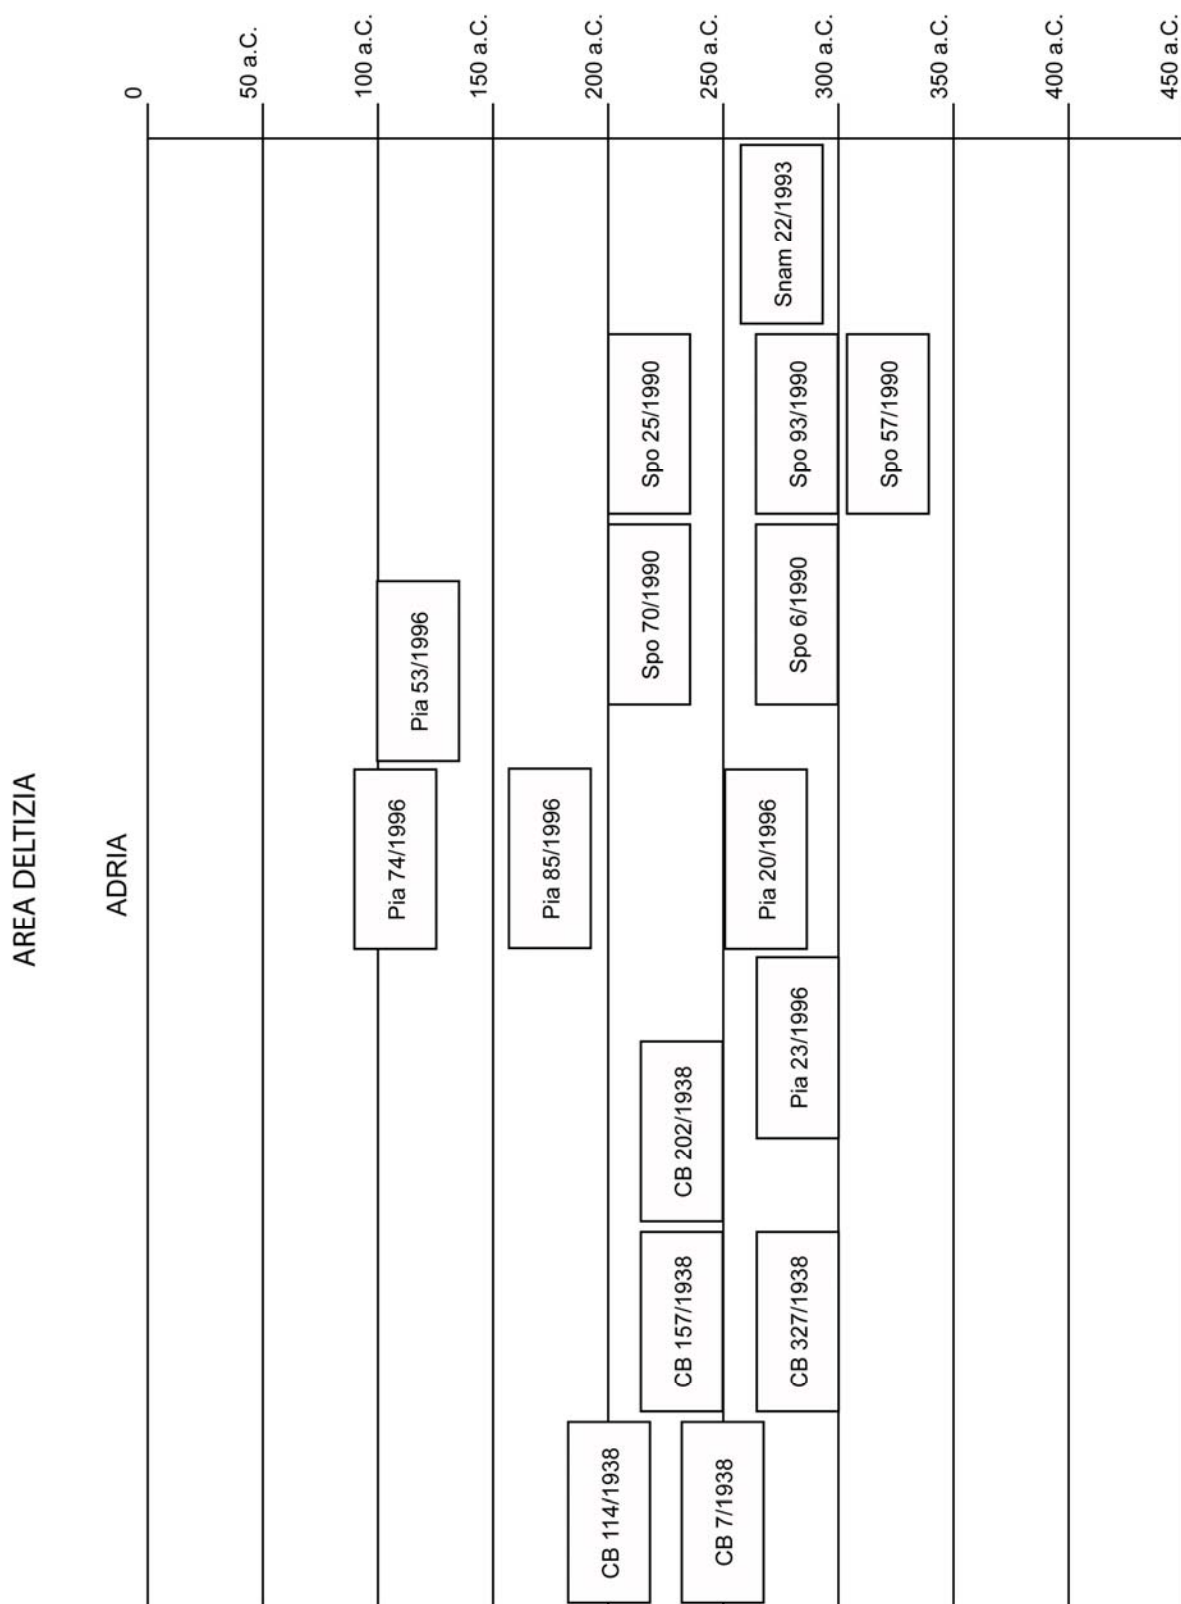 AREA DELTIZIA
ADRIA
0
50 a.C.
100 a.C.
150 a.C.
200 a.C.
250 a.C.
300 a.C.
350 a.C.
400 a.C.
450 a.C.
Pia 74/1996
Pia 53/1996
Pia 85/1996
CB 114/1938
Spo 70/1990
Spo 25/1990
CB 157/1938
CB 202/1938
CB 7/1938
Pia 20/1996
Snam 22/1993
CB 327/1938
Pia 23/1996
Spo 6/1990
Spo 93/1990
Spo 57/1990